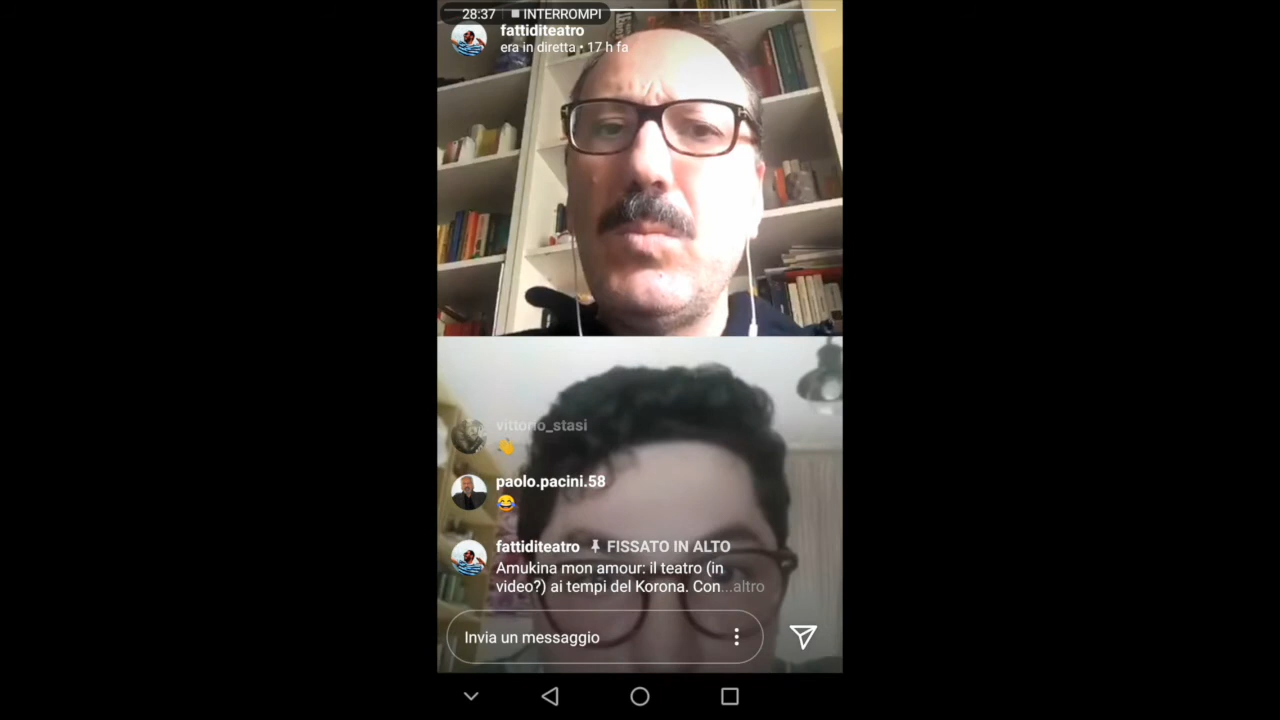 28:37 INTERROMPI
fattiditeatro
era in diretta • 17 h fa
vittorio_stasi
paolo.pacini.58
😂
fattiditeatro FISSATO IN ALTO
Amukina mon amour: il teatro (in
video?) ai tempi del Korona. Con...altro
Invia un messaggio